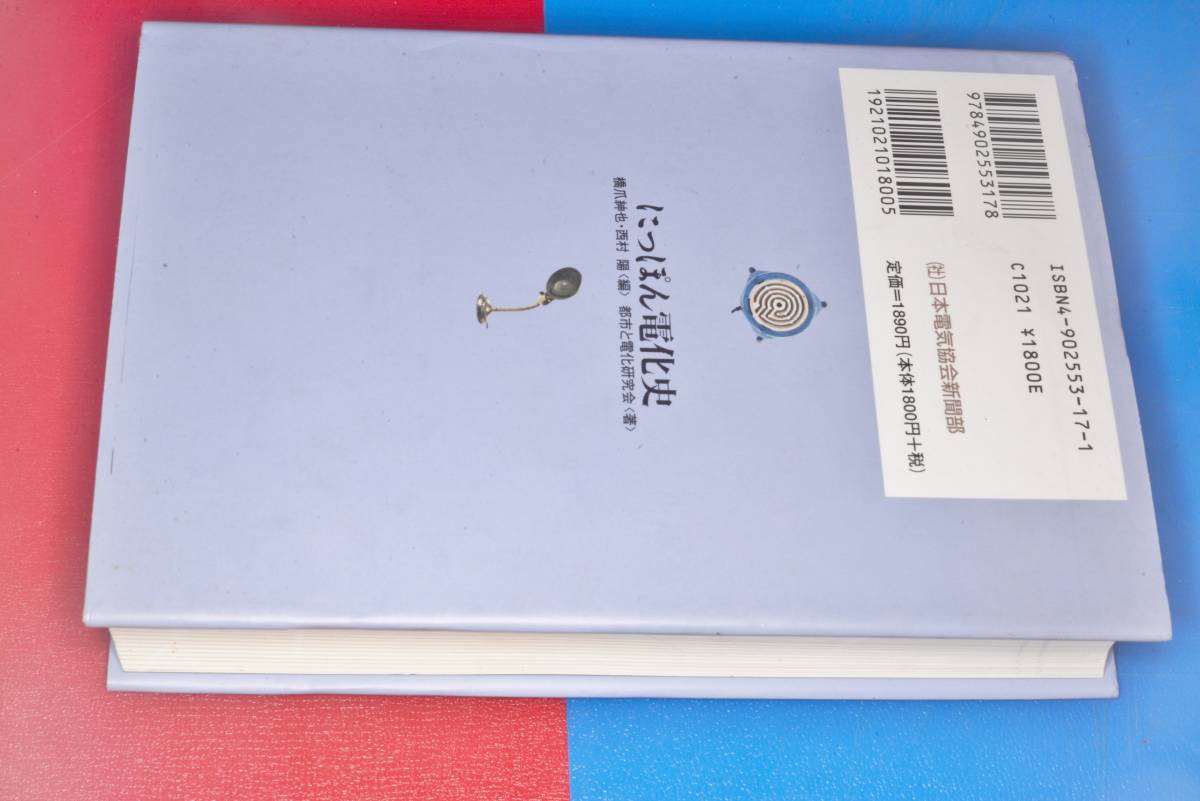 にっぽん電化史
橋爪紳也・西村 陽〈編〉 都市と電化研究会〈著〉
9784902553178
1921021018005
ISBN4-902553-17-1
C1021 ¥1800E
(社)日本電気協会新聞部
定価=1890円(本体1800円+税)